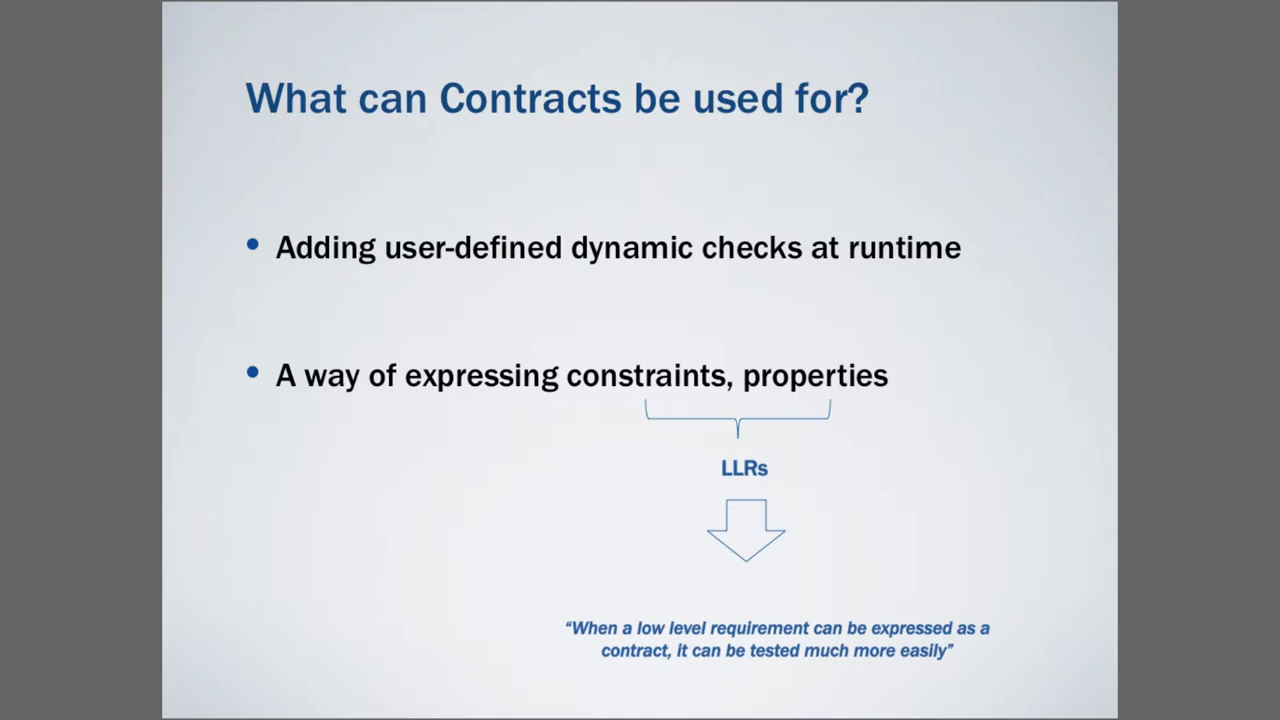 What can Contracts be used for?
• Adding user-defined dynamic checks at runtime
• A way of expressing constraints, properties
LLRs
“When a low level requirement can be expressed as a
contract, it can be tested much more easily”